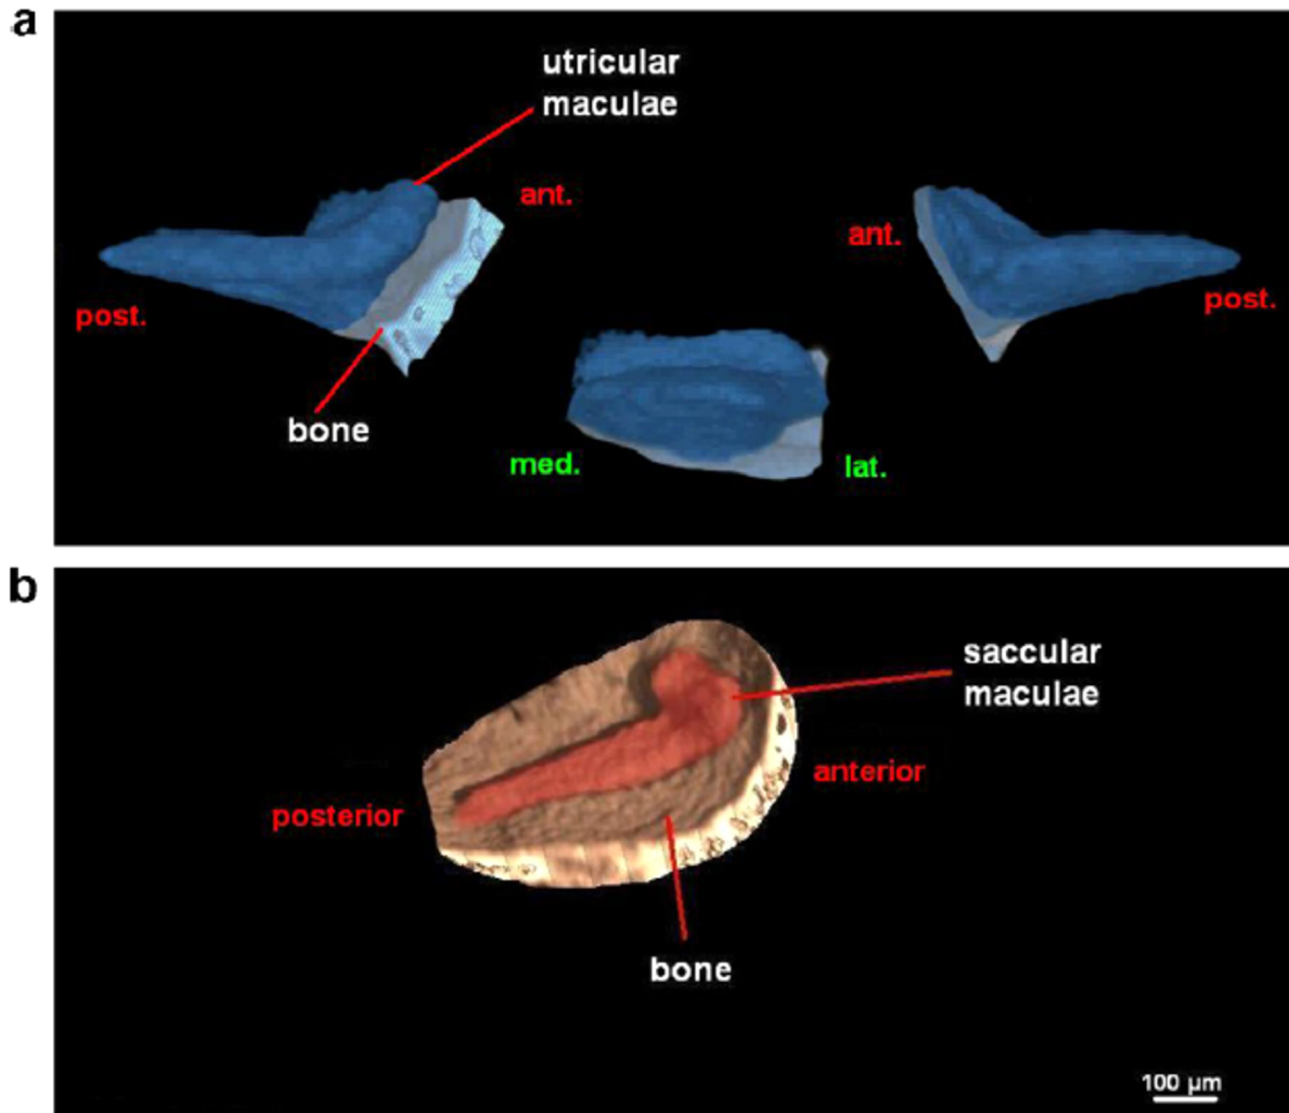 a
utricular
maculae
ant.
ant.
post.
post.
bone
med.
lat.
b
saccular
maculae
anterior
posterior
bone
100 µm